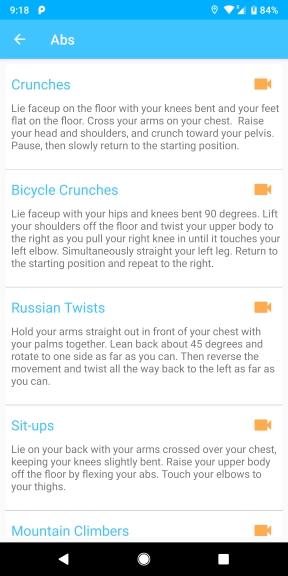 9:18
84%
Abs
Crunches
Lie faceup on the floor with your knees bent and your feet
flat on the floor. Cross your arms on your chest.  Raise
your head and shoulders, and crunch toward your pelvis.
Pause, then slowly return to the starting position.
Bicycle Crunches
Lie faceup with your hips and knees bent 90 degrees. Lift
your shoulders off the floor and twist your upper body to
the right as you pull your right knee in until it touches your
left elbow. Simultaneously straight your left leg. Return to
the starting position and repeat to the right.
Russian Twists
Hold your arms straight out in front of your chest with
your palms together. Lean back about 45 degrees and
rotate to one side as far as you can. Then reverse the
movement and twist all the way back to the left as far as
you can.
Sit-ups
Lie on your back with your arms crossed over your chest,
keeping your knees slightly bent. Raise your upper body
off the floor by flexing your abs. Touch your elbows to
your thighs.
Mountain Climbers